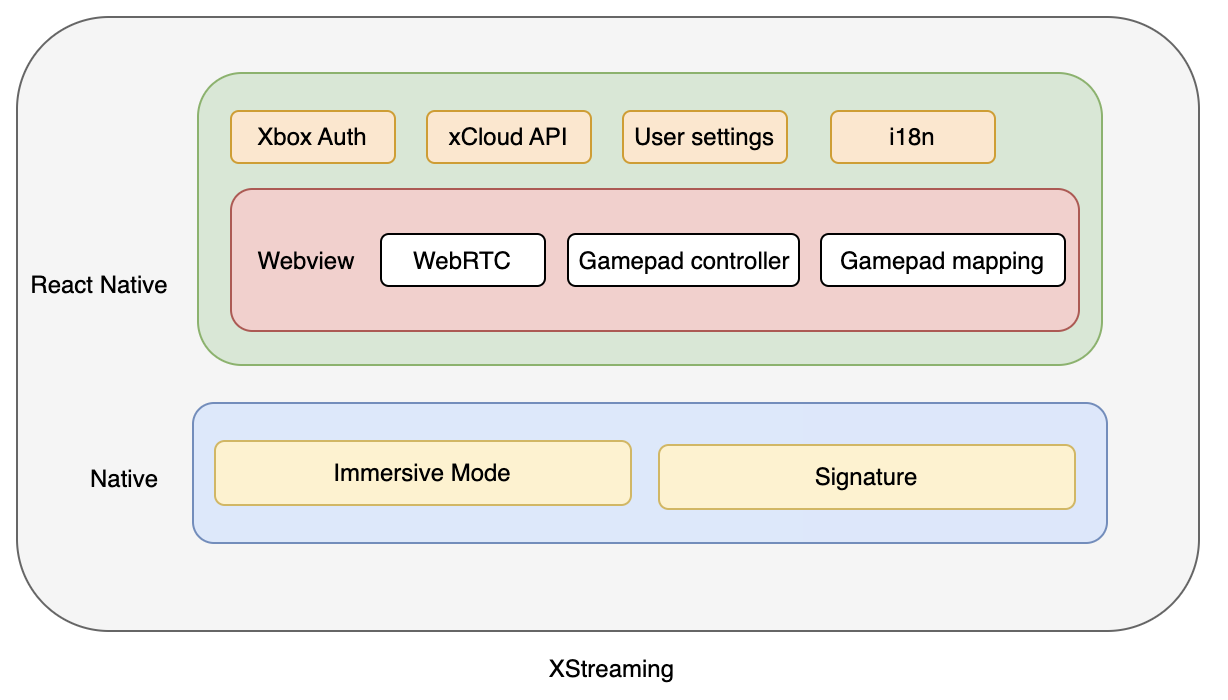 Xbox Auth
xCloud API
User settings
i18n
Webview
WebRTC
Gamepad controller
Gamepad mapping
React Native
Native
Immersive Mode
Signature
XStreaming